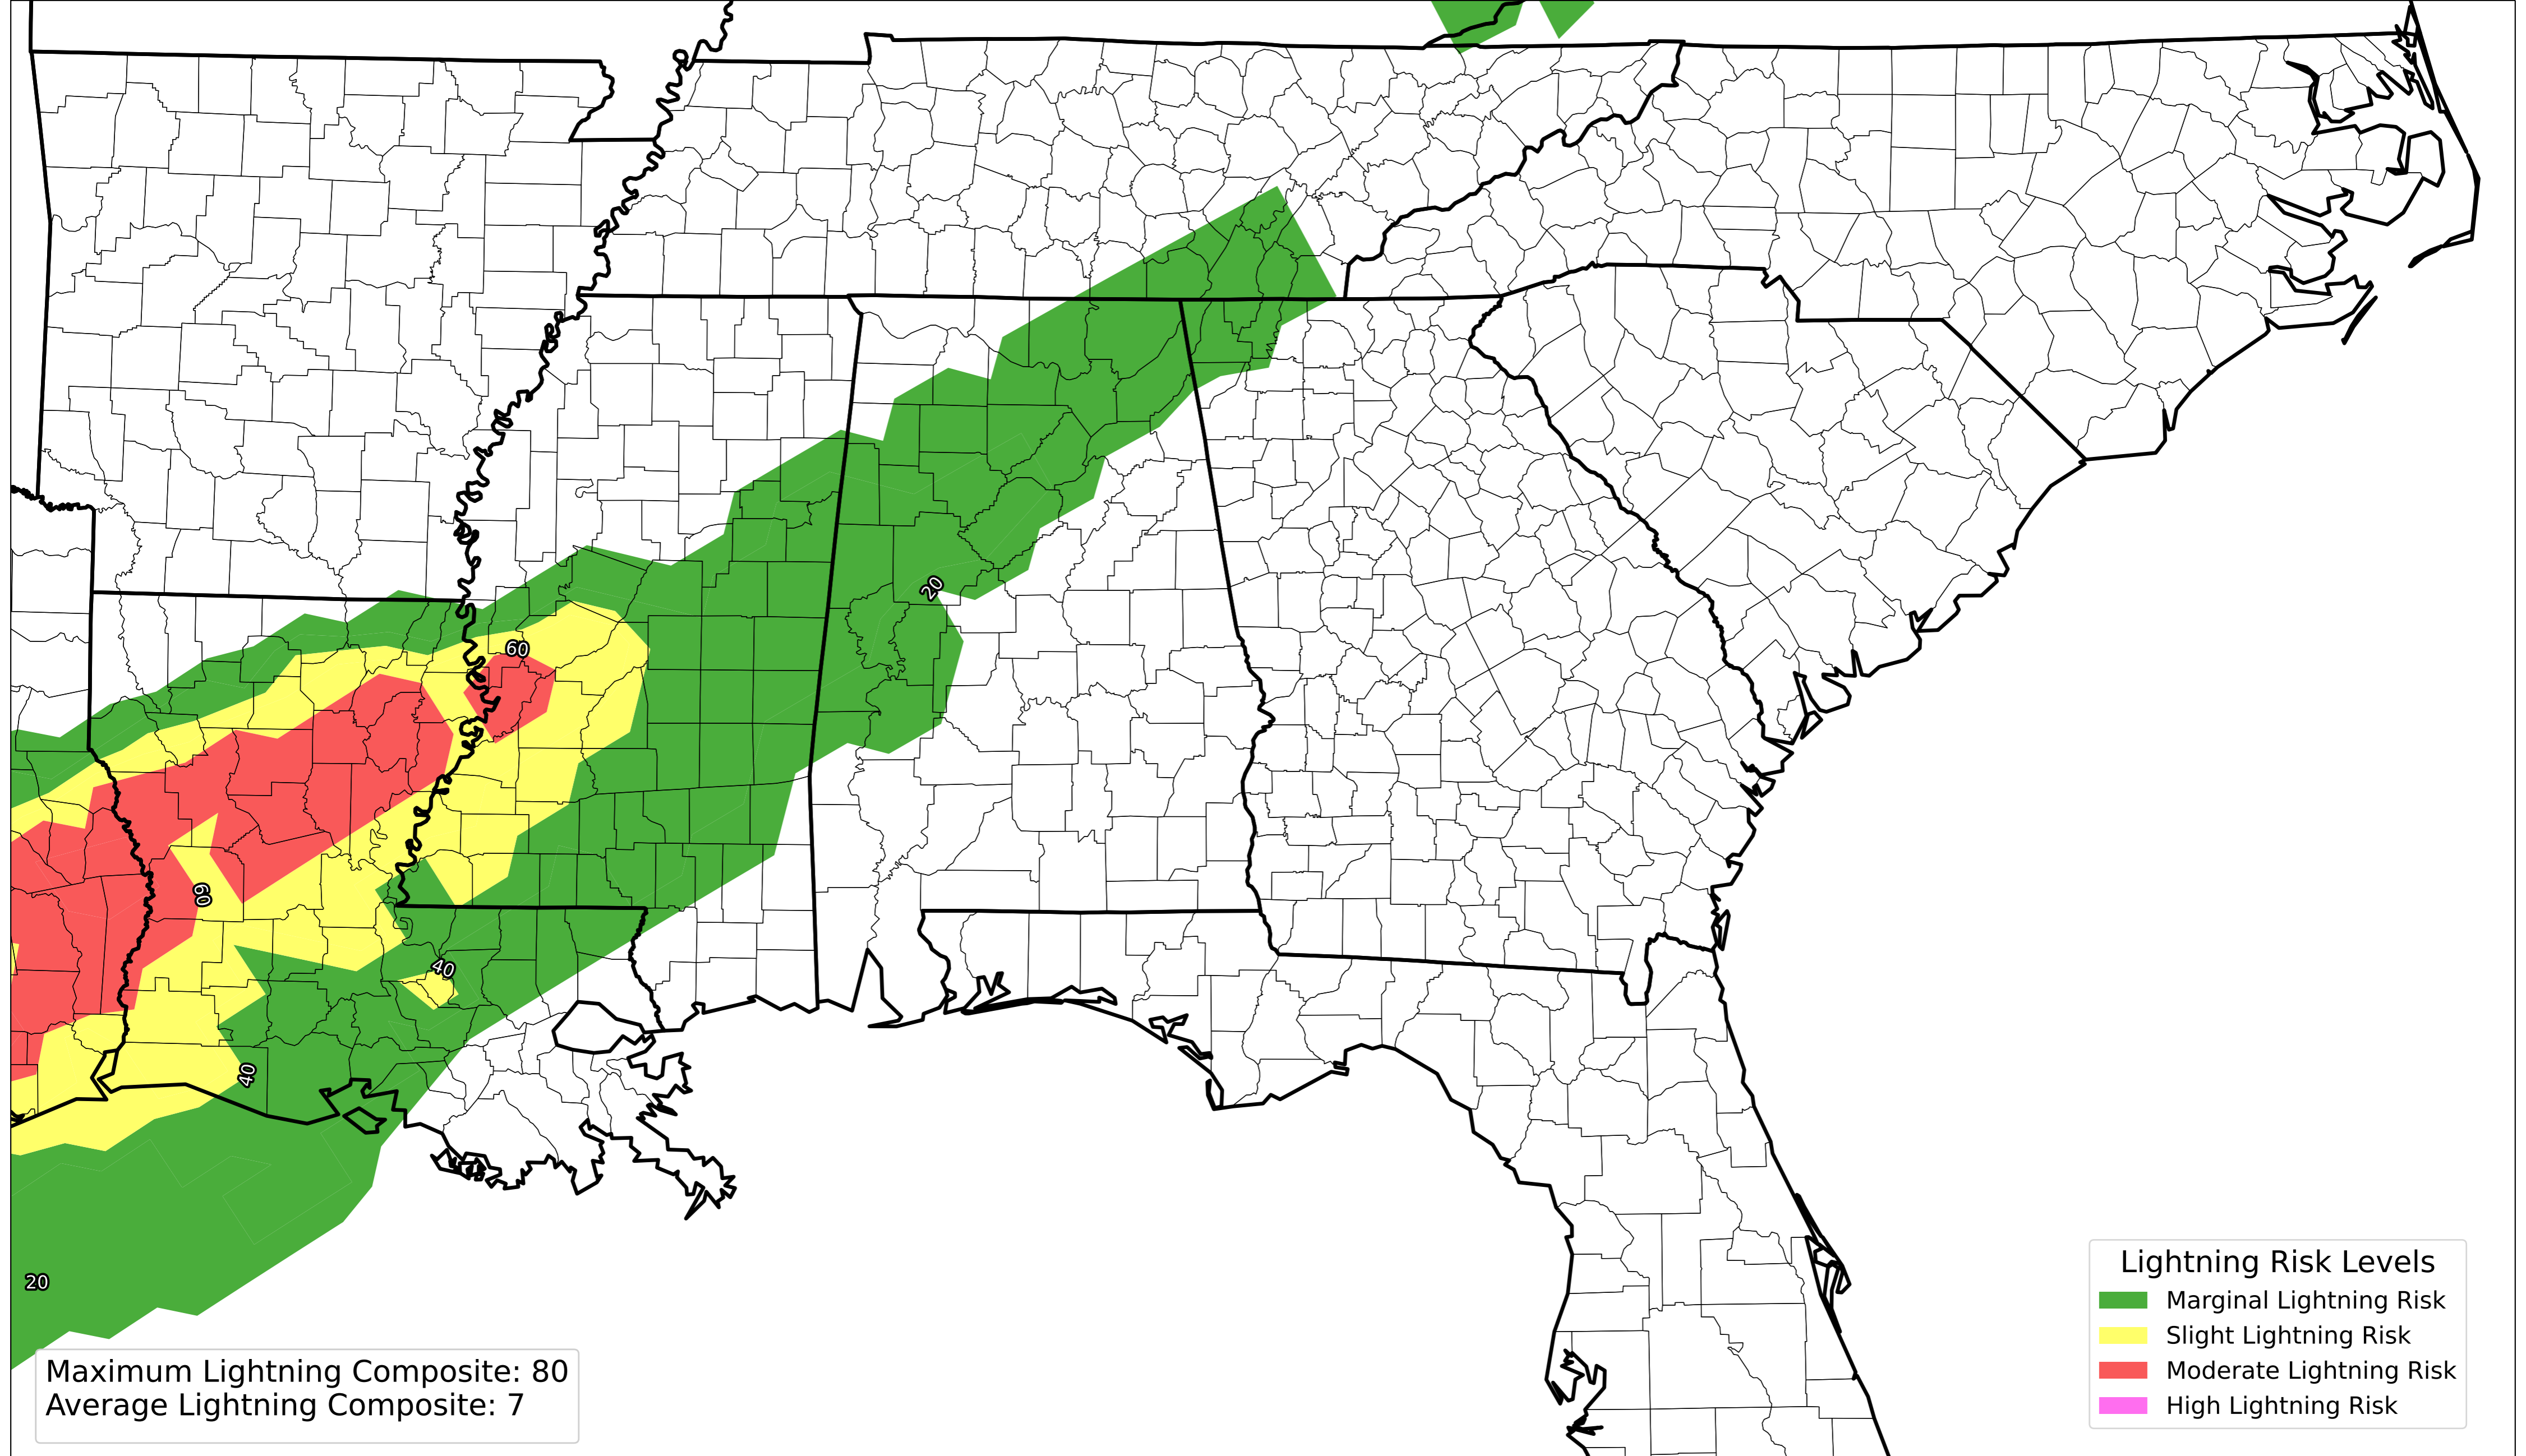 20
60
60
40
40
20
Lightning Risk Levels
Marginal Lightning Risk
Slight Lightning Risk
Moderate Lightning Risk
High Lightning Risk
Maximum Lightning Composite: 80
Average Lightning Composite: 7